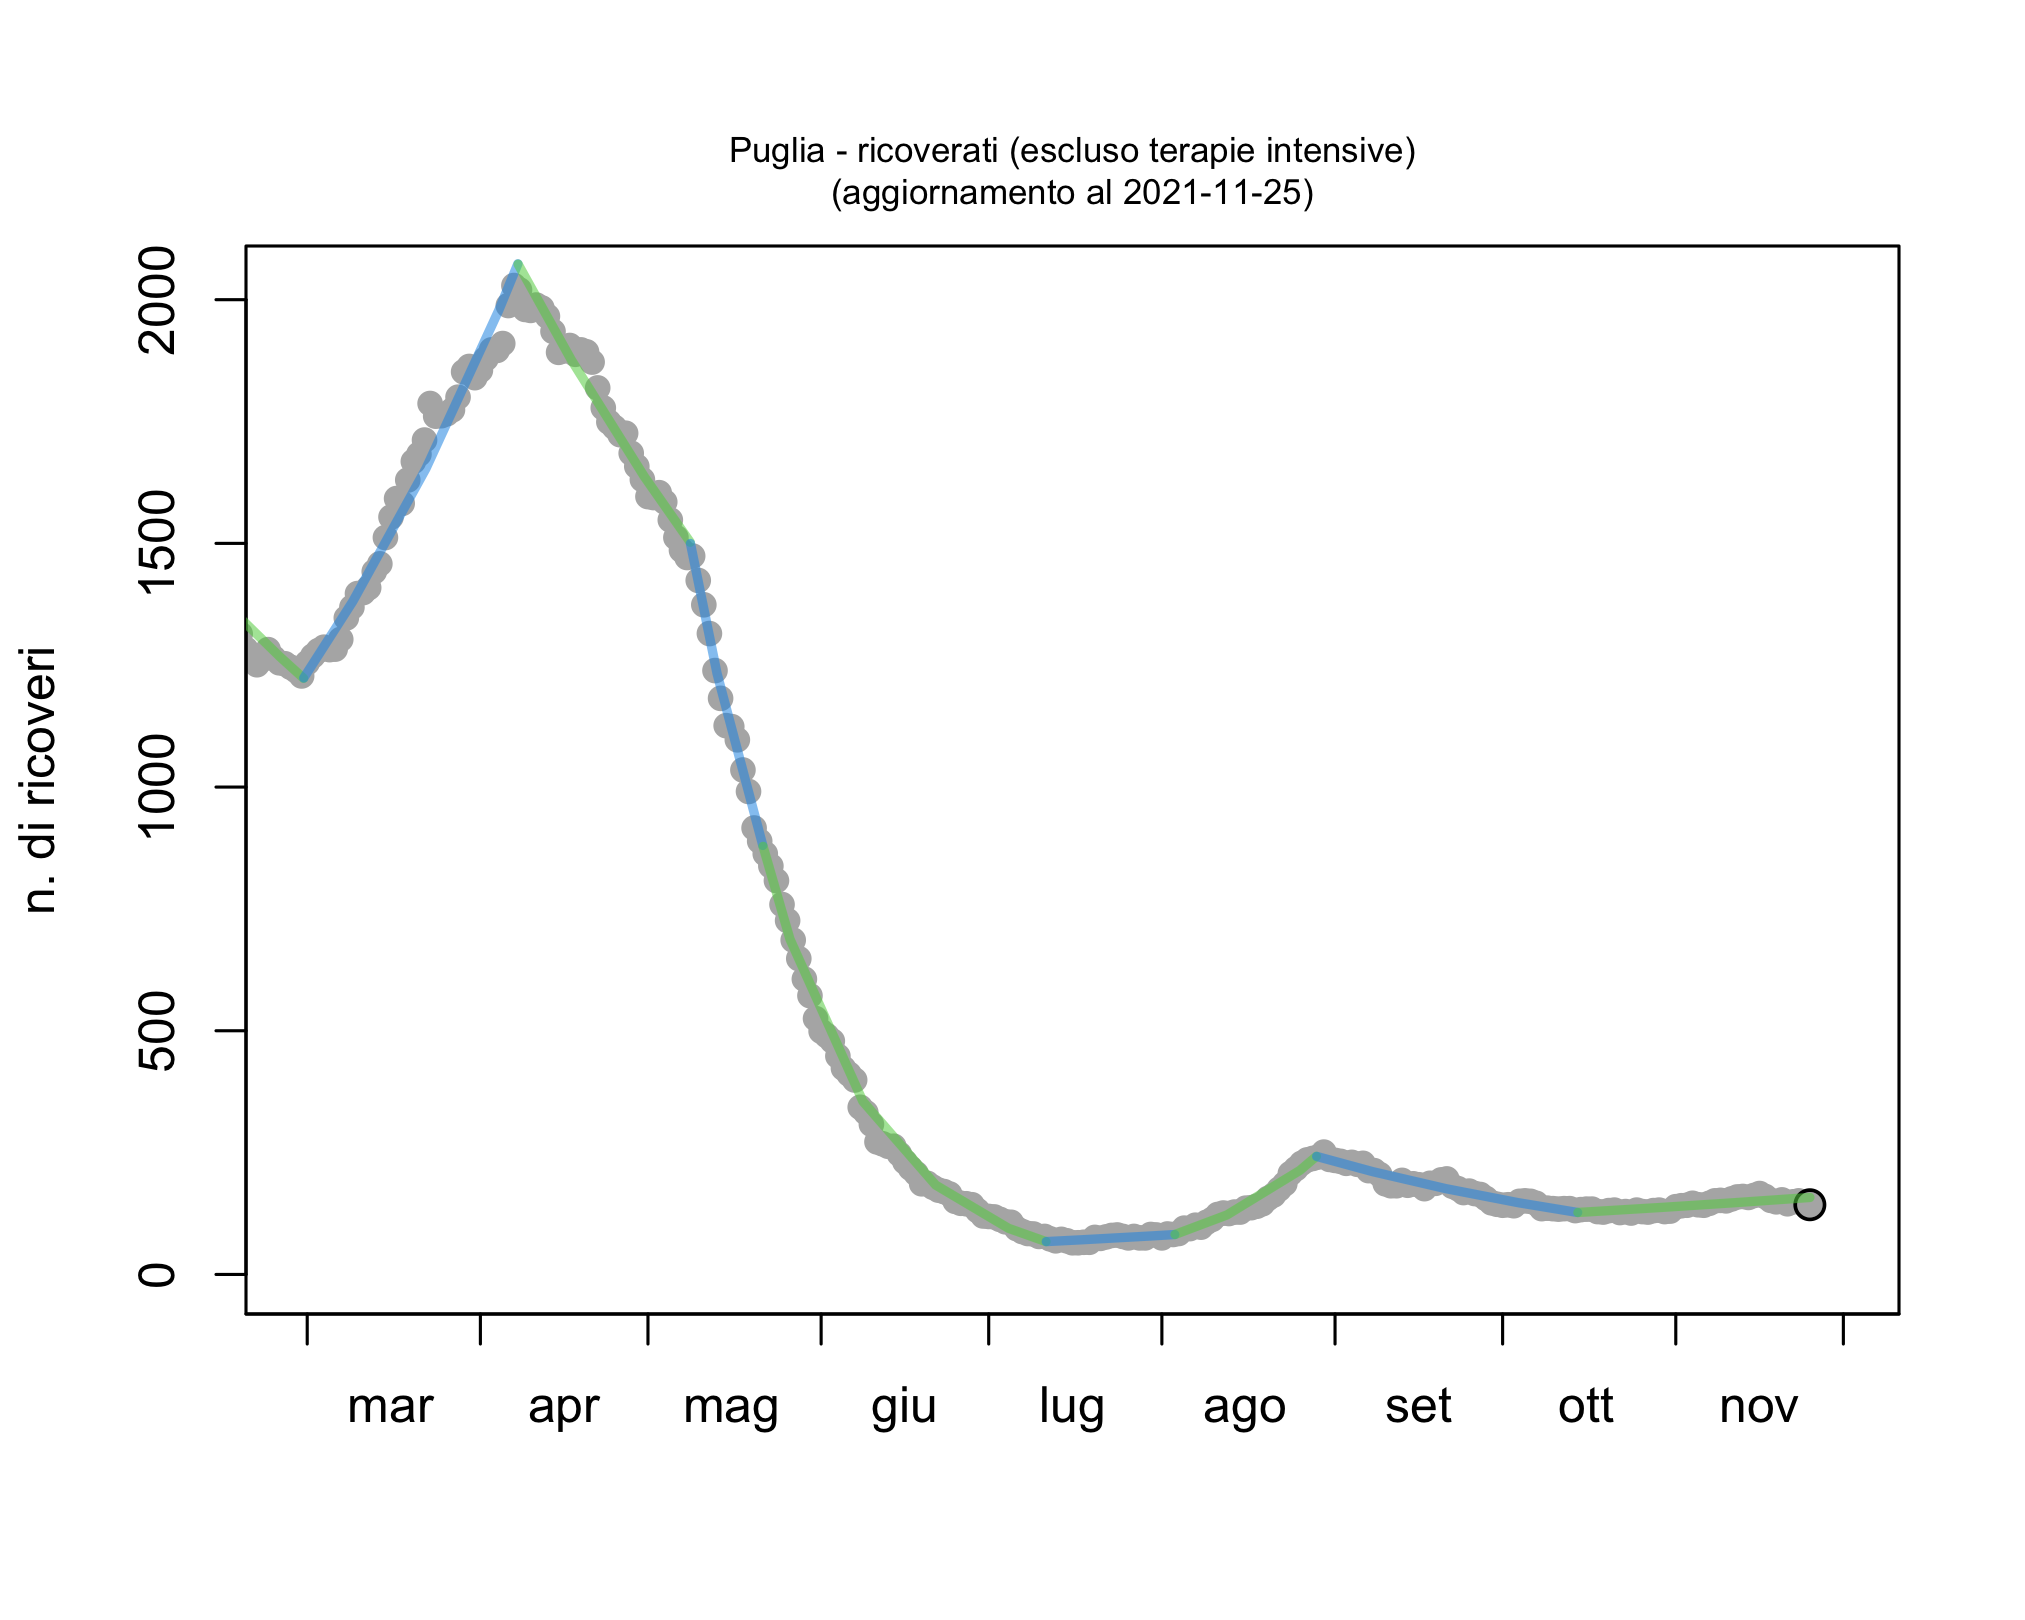 Puglia - ricoverati (escluso terapie intensive)
(aggiornamento al 2021-11-25)
n. di ricoveri
2000
1500
1000
500
0
mar apr mag giu lug ago set ott nov